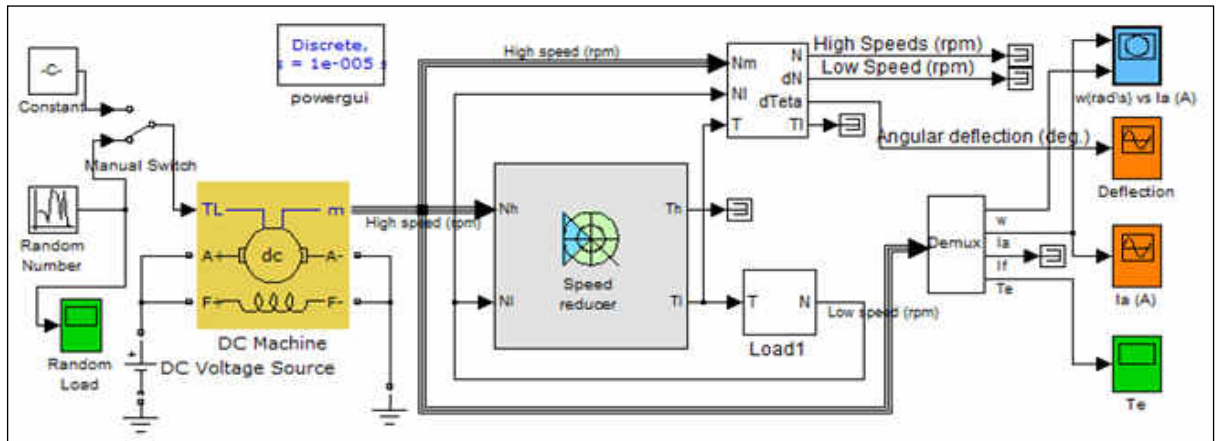 -C-
Constant
Manual Switch
Random
Number
Random
Load
Discrete,
s = 1e-005 s
powergui
TL
m
A+
dc
A-
F+
F-
DC Machine
DC Voltage Source
+
High speed (rpm)
High speed (rpm)
Nh
Th
Nl
Tl
Speed
reducer
Nm
Nl
T
N
dN
dTeta
Tl
High Speeds (rpm)
Low Speed (rpm)
Angular deflection (deg.)
T
N
Load1
Low speed (rpm)
Demux
w
Ia
If
Te
w(rad\s) vs Ia (A)
Deflection
Ia (A)
Te